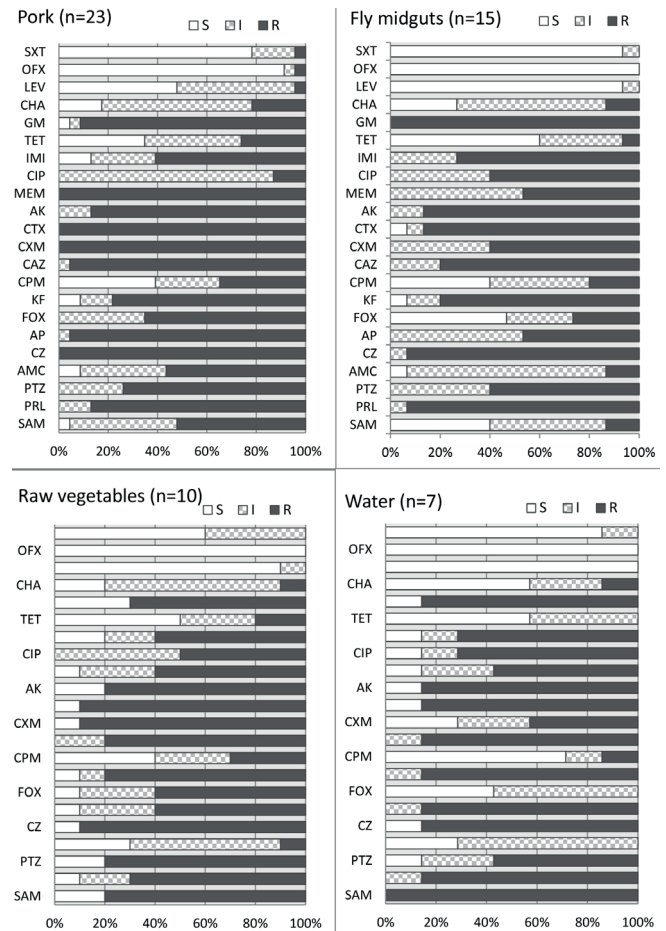 Pork (n=23)
S I R
SXT
OFX
LEV
CHA
GM
TET
IMI
CIP
MEM
AK
CTX
CXM
CAZ
CPM
KF
FOX
AP
CZ
AMC
PTZ
PRL
SAM
0% 20% 40% 60% 80% 100%
Fly midguts (n=15)
S I R
SXT
OFX
LEV
CHA
GM
TET
IMI
CIP
MEM
AK
CTX
CXM
CAZ
CPM
KF
FOX
AP
CZ
AMC
PTZ
PRL
SAM
0% 20% 40% 60% 80% 100%
Raw vegetables (n=10)
S I R
OFX
CHA
TET
CIP
AK
CXM
CPM
FOX
CZ
PTZ
SAM
0% 20% 40% 60% 80% 100%
Water (n=7)
S I R
OFX
CHA
TET
CIP
AK
CXM
CPM
FOX
CZ
PTZ
SAM
0% 20% 40% 60% 80% 100%